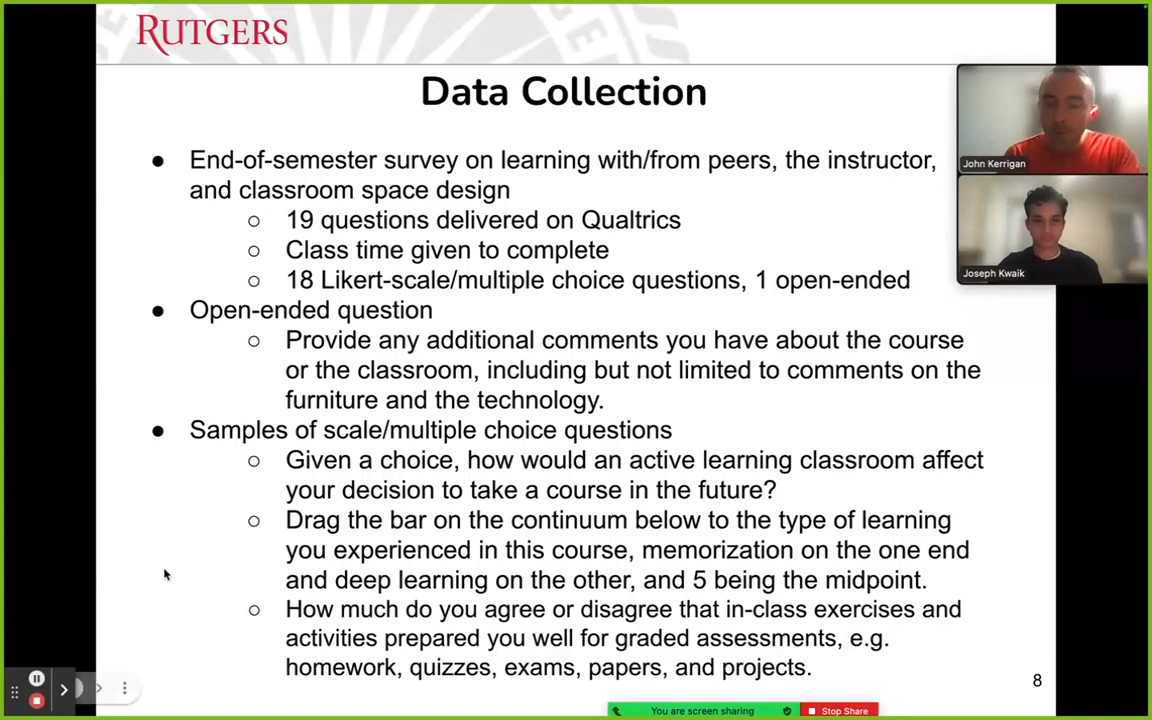 RUTGERS
Data Collection
● End-of-semester survey on learning with/from peers, the instructor,
and classroom space design
○ 19 questions delivered on Qualtrics
○ Class time given to complete
○ 18 Likert-scale/multiple choice questions, 1 open-ended
● Open-ended question
○ Provide any additional comments you have about the course
or the classroom, including but not limited to comments on the
furniture and the technology.
● Samples of scale/multiple choice questions
○ Given a choice, how would an active learning classroom affect
your decision to take a course in the future?
○ Drag the bar on the continuum below to the type of learning
you experienced in this course, memorization on the one end
and deep learning on the other, and 5 being the midpoint.
○ How much do you agree or disagree that in-class exercises and
activities prepared you well for graded assessments, e.g.
homework, quizzes, exams, papers, and projects.
8
John Kerrigan
Joseph Kwaik
You are screen sharing
Stop Share